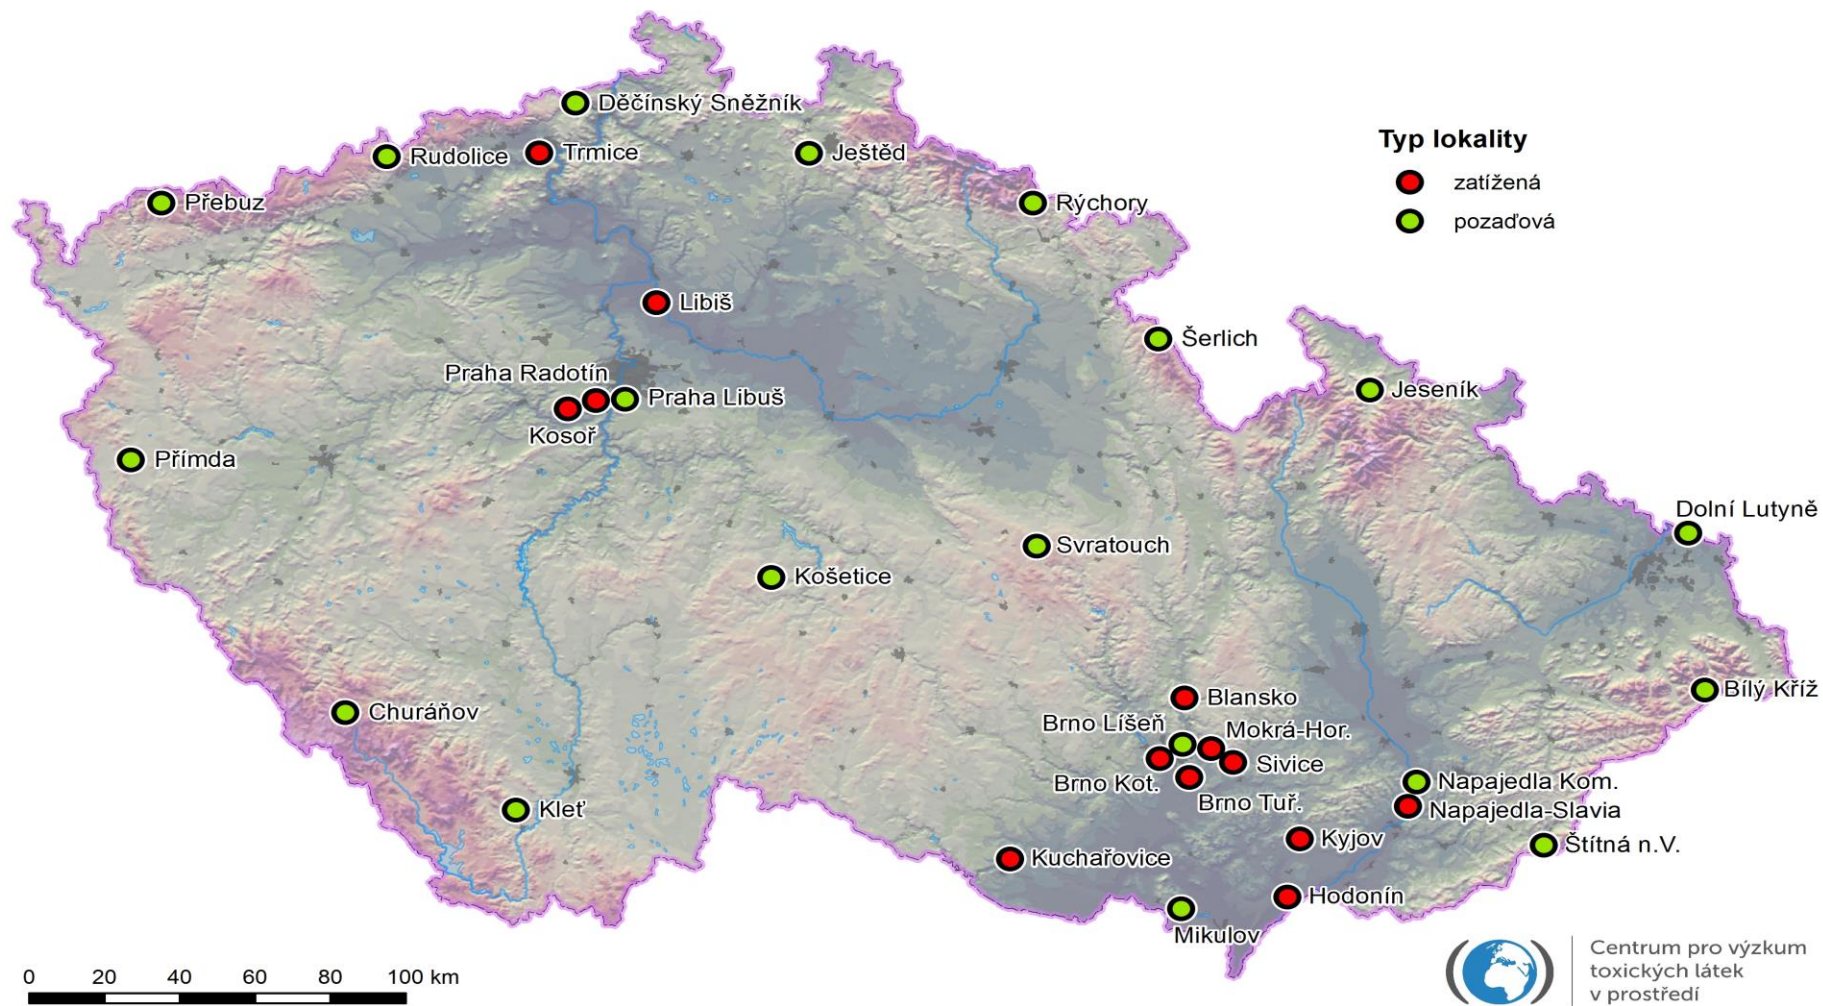 Děčínský Sněžník
Typ lokality
Rudolice
Trmice
Ještěd
zatížená
Přebuz
Rýchory
pozaďová
Libiš
Šerlich
Praha Radotín
Praha Libuš
Jeseník
Kosoř
Přímda
Dolní Lutyně
Svratouch
Košetice
Churáňov
Blansko
Bílý Kříž
Brno Líšeň
Mokrá-Hor.
Sivice
Brno Kot.
Napajedla Kom.
Brno Tuř.
Kleť
Napajedla-Slavia
Kyjov
Štítná n.V.
Kuchařovice
Hodonín
Mikulov
Centrum pro výzkum
toxických látek
v prostředí
0 20 40 60 80 100 km